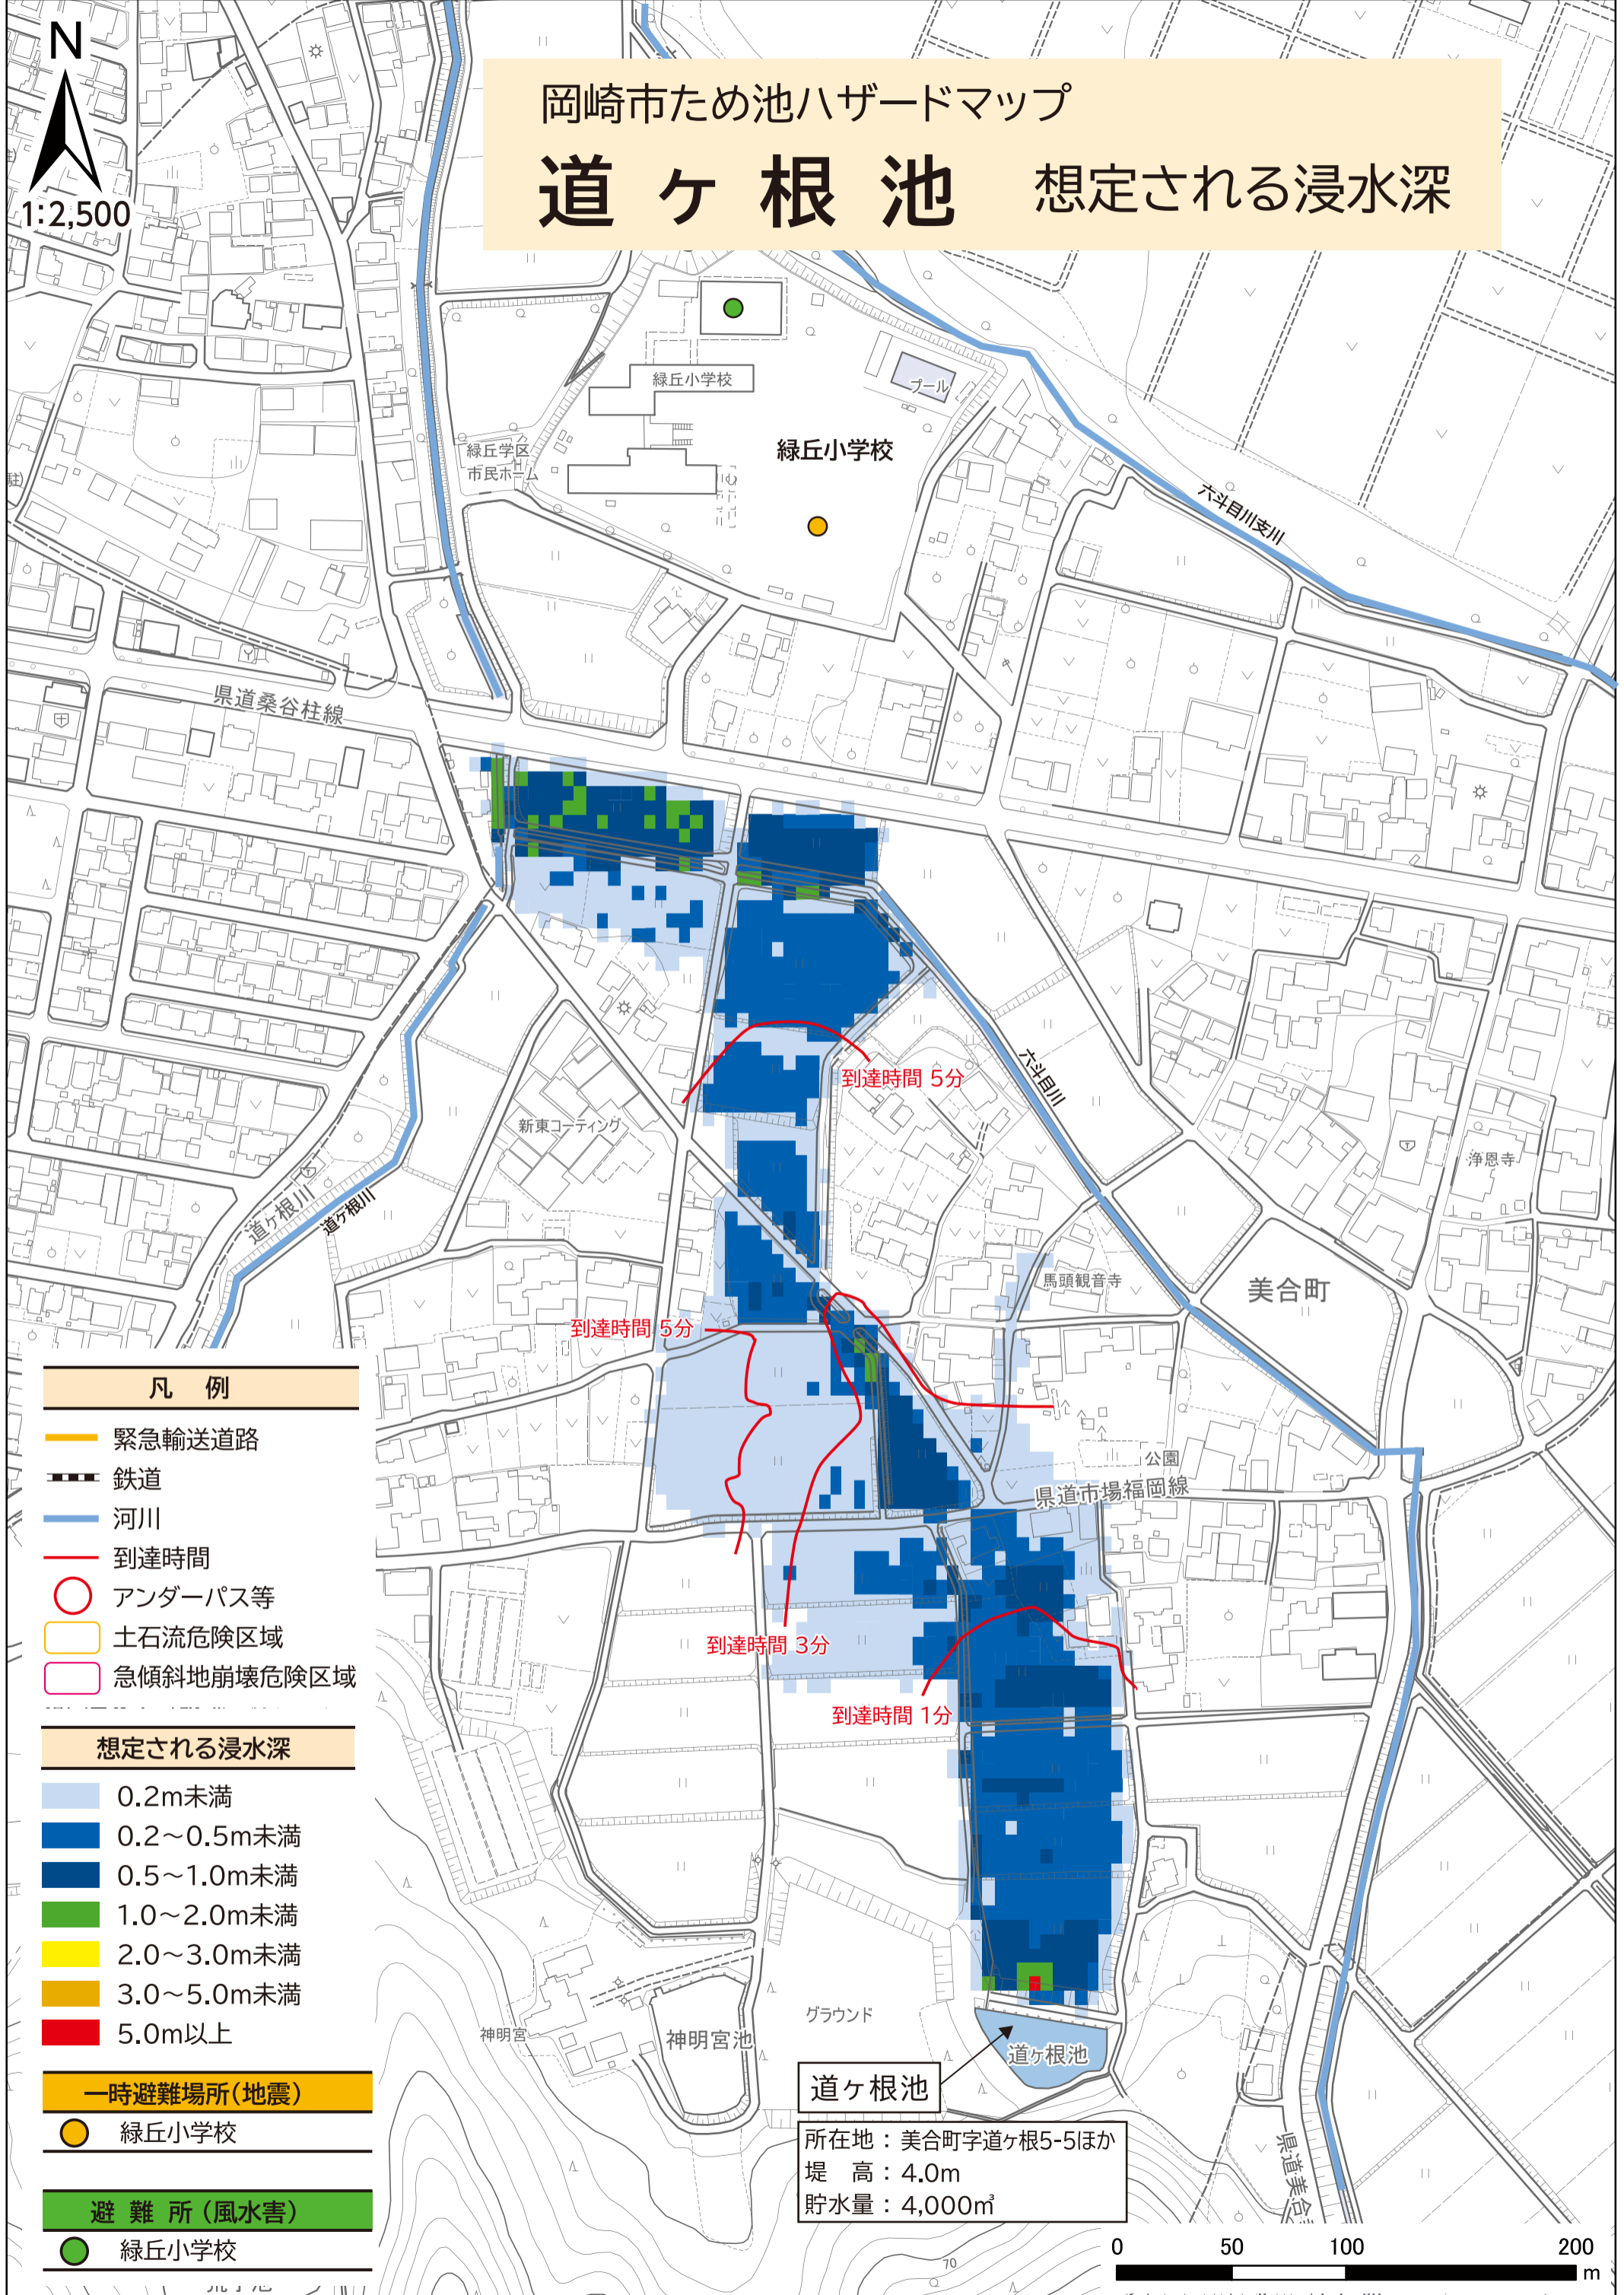 N
1:2,500
岡崎市ため池ハザードマップ
道ヶ根池 想定される浸水深
緑丘小学校
プール
緑丘学区
市民ホーム
緑丘小学校
六斗目川支川
県道桑谷柱線
到達時間 5分
六斗目川
新東コーティング
浄恩寺
道ヶ根川
道ヶ根川
馬頭観音寺
美合町
到達時間 5分
公園
県道市場福岡線
到達時間 3分
到達時間 1分
凡 例
緊急輸送道路
鉄道
河川
到達時間
アンダーパス等
土石流危険区域
急傾斜地崩壊危険区域
想定される浸水深
0.2m未満
0.2～0.5m未満
0.5～1.0m未満
1.0～2.0m未満
2.0～3.0m未満
3.0～5.0m未満
5.0m以上
一時避難場所(地震)
緑丘小学校
避難所(風水害)
緑丘小学校
神明宮
神明宮池
グラウンド
道ヶ根池
道ヶ根池
所在地：美合町字道ヶ根5-5ほか
堤 高：4.0m
貯水量：4,000㎥
県道美合
70
0 50 100 200
m